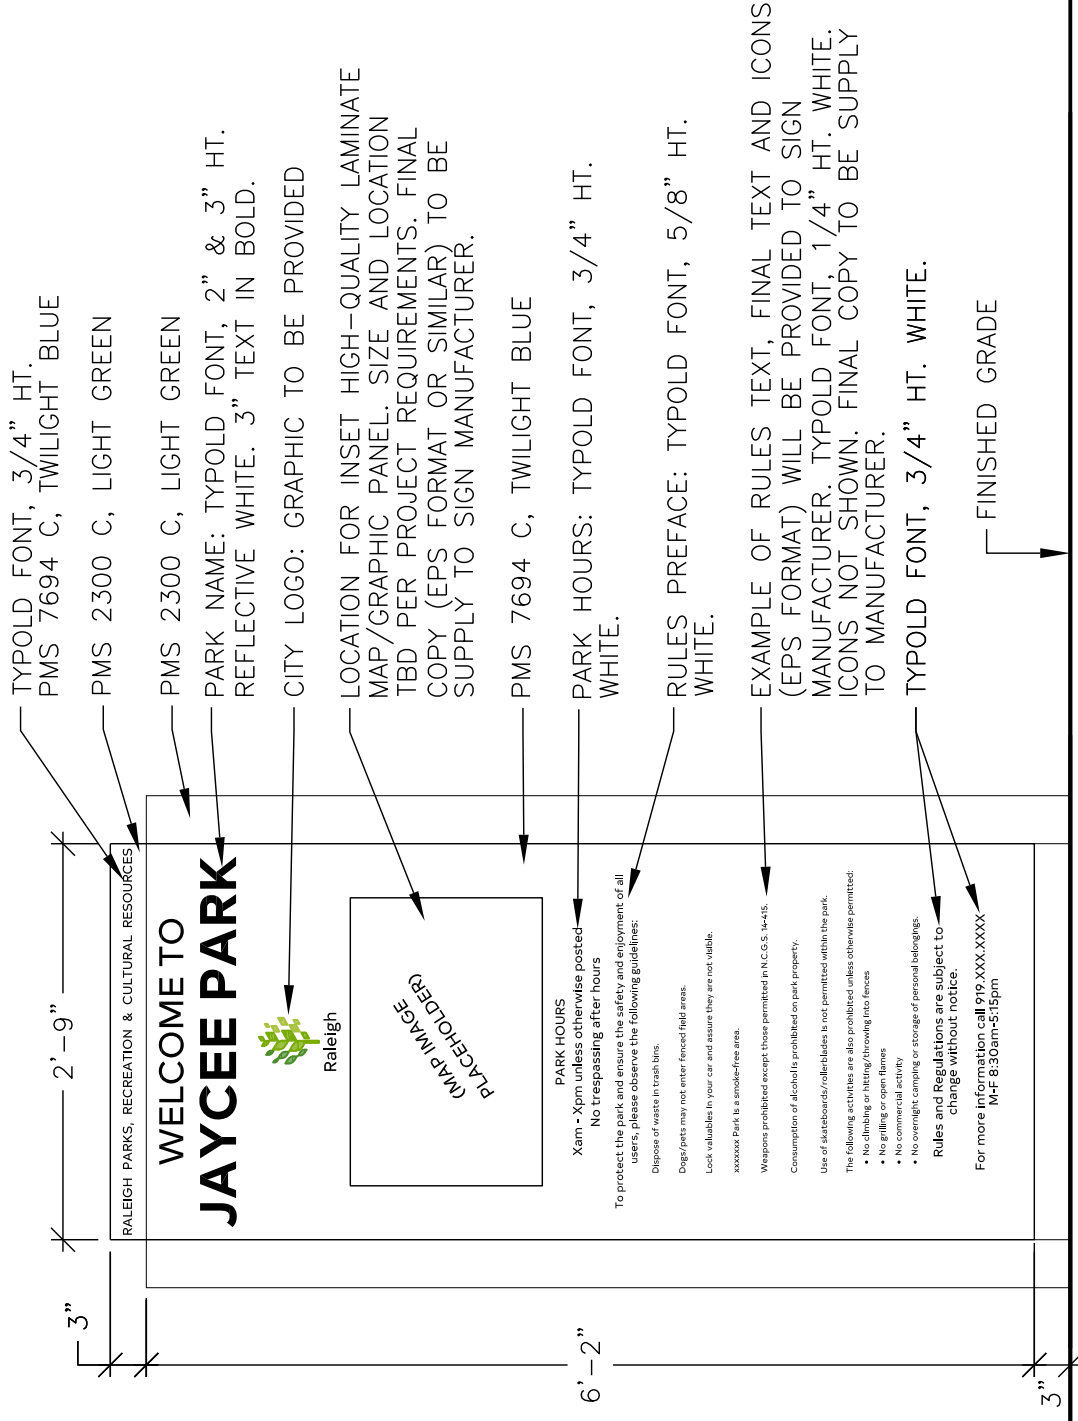 TYPOLD FONT, 3/4" HT.
PMS 7694 C, TWILIGHT BLUE
PMS 2300 C, LIGHT GREEN
PMS 2300 C, LIGHT GREEN
PARK NAME: TYPOLD FONT, 2" & 3" HT.
REFLECTIVE WHITE. 3" TEXT IN BOLD.
CITY LOGO: GRAPHIC TO BE PROVIDED
LOCATION FOR INSET HIGH-QUALITY LAMINATE
MAP/GRAPHIC PANEL. SIZE AND LOCATION
TBD PER PROJECT REQUIREMENTS. FINAL
COPY (EPS FORMAT OR SIMILAR) TO BE
SUPPLY TO SIGN MANUFACTURER.
PMS 7694 C, TWILIGHT BLUE
PARK HOURS: TYPOLD FONT, 3/4" HT.
WHITE.
RULES PREFACE: TYPOLD FONT, 5/8" HT.
WHITE.
EXAMPLE OF RULES TEXT, FINAL TEXT AND ICONS
(EPS FORMAT) WILL BE PROVIDED TO SIGN
MANUFACTURER. TYPOLD FONT, 1/4" HT. WHITE.
ICONS NOT SHOWN. FINAL COPY TO BE SUPPLY
TO MANUFACTURER.
TYPOLD FONT, 3/4" HT. WHITE.
FINISHED GRADE
2'-9"
3"
6'-2"
3"
RALEIGH PARKS, RECREATION & CULTURAL RESOURCES
WELCOME TO
JAYCEE PARK
Raleigh
(MAP IMAGE
PLACEHOLDER)
PARK HOURS
Xam - Xpm unless otherwise posted
No trespassing after hours
To protect the park and ensure the safety and enjoyment of all
users, please observe the following guidelines:
Dispose of waste in trash bins.
Dogs/pets may not enter fenced field areas.
Lock valuables in your car and assure they are not visible.
xxxxxxx Park is a smoke-free area.
Weapons prohibited except those permitted in N.C.G.S. 14-415.
Consumption of alcohol is prohibited on park property.
Use of skateboards/rollerblades is not permitted within the park.
The following activities are also prohibited unless otherwise permitted:
• No climbing or hitting/throwing into fences
• No grilling or open flames
• No commercial activity
• No overnight camping or storage of personal belongings.
Rules and Regulations are subject to
change without notice.
For more information call 919.XXX.XXXX
M-F 8:30am-5:15pm